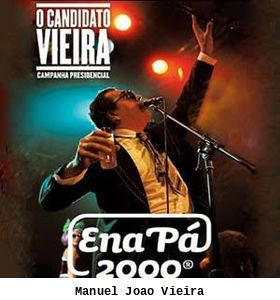 O CANDIDATO
VIEIRA
CAMPANHA PRESIDENCIAL
Ena Pá
2000®
Manuel Joao Vieira